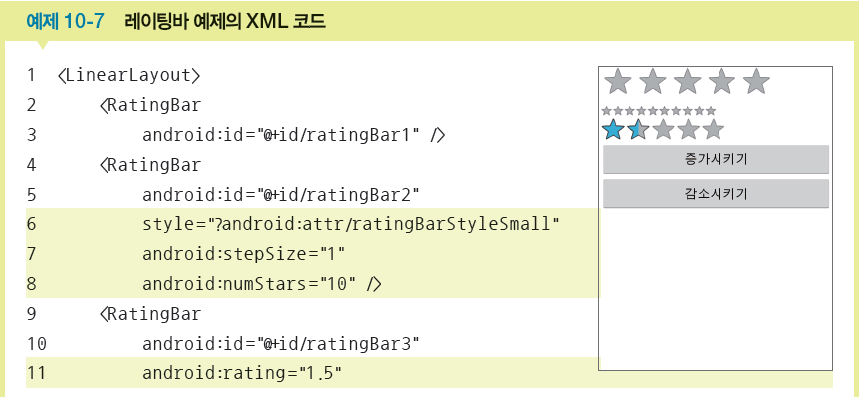 예제 10-7 레이팅바 예제의 XML 코드
1 <LinearLayout>
2 <RatingBar
3 android:id="@+id/ratingBar1" />
4 <RatingBar
5 android:id="@+id/ratingBar2"
6 style="?android:attr/ratingBarStyleSmall"
7 android:stepSize="1"
8 android:numStars="10" />
9 <RatingBar
10 android:id="@+id/ratingBar3"
11 android:rating="1.5"
증가시키기
감소시키기